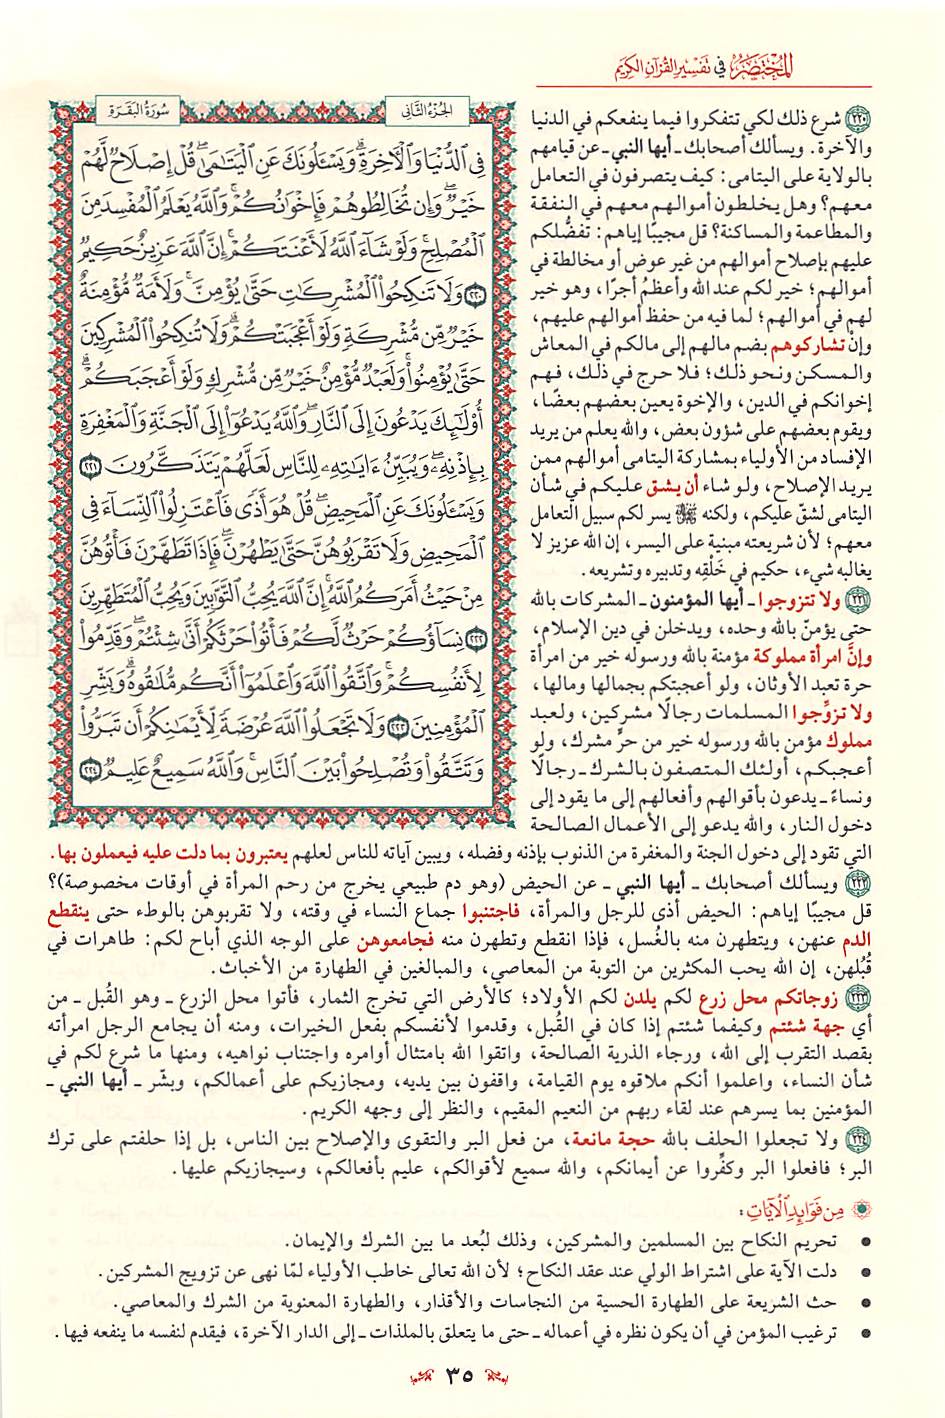 المختصر في تفسير القرآن الكريم
٢٢٠ شرع ذلك لكي تتفكروا فيما ينفعكم في الدنيا
والآخرة. ويسألك أصحابك ـ أيها النبي ـ عن قيامهم
بالولاية على اليتامى: كيف يتصرفون في التعامل
معهم؟ وهل يخلطون أموالهم معهم في النفقة
والمطاعمة والمساكنة؟ قل مجيبًا إياهم: تفضُّلكم
عليهم بإصلاح أموالهم من غير عوض أو مخالطة في
أموالهم؛ خير لكم عند الله وأعظمُ أجرًا، وهو خير
لهم في أموالهم؛ لما فيه من حفظ أموالهم عليهم،
وإنْ تشاركوهم بضم مالهم إلى مالكم في المعاش
والمسكن ونحو ذلك؛ فلا حرج في ذلك، فهم
إخوانكم في الدين، والإخوة يعين بعضهم بعضًا،
ويقوم بعضهم على شؤون بعض، والله يعلم من يريد
الإفساد من الأولياء بمشاركة اليتامى أموالهم ممن
يريد الإصلاح، ولو شاء أن يشق عليكم في شأن
اليتامى لشقّ عليكم، ولكنه ﷻ يسر لكم سبيل التعامل
معهم؛ لأن شريعته مبنية على اليسر، إن الله عزيز لا
يغالبه شيء، حكيم في خَلْقِه وتدبيره وتشريعه.
٢٢١ ولا تتزوجوا ـ أيها المؤمنون ـ المشركات بالله
حتى يؤمنّ بالله وحده، ويدخلن في دين الإسلام،
وإنَّ امرأة مملوكة مؤمنة بالله ورسوله خير من امرأة
حرة تعبد الأوثان، ولو أعجبتكم بجمالها ومالها،
ولا تزوِّجوا المسلمات رجالًا مشركين، ولعبد
مملوك مؤمن بالله ورسوله خير من حرٍّ مشرك، ولو
أعجبكم، أولئك المتصفون بالشرك ـ رجالًا
ونساءً ـ يدعون بأقوالهم وأفعالهم إلى ما يقود إلى
دخول النار، والله يدعو إلى الأعمال الصالحة
سُورَةُ البَقَرَةِ
الجُزءُ الثَّانِي
فِي ٱلدُّنۡيَا وَٱلۡأٓخِرَةِۗ وَيَسۡـَٔلُونَكَ عَنِ ٱلۡيَتَٰمَىٰۖ قُلۡ إِصۡلَاحٞ لَّهُمۡ
خَيۡرٞۖ وَإِن تُخَالِطُوهُمۡ فَإِخۡوَٰنُكُمۡۚ وَٱللَّهُ يَعۡلَمُ ٱلۡمُفۡسِدَ مِنَ
ٱلۡمُصۡلِحِۚ وَلَوۡ شَآءَ ٱللَّهُ لَأَعۡنَتَكُمۡۚ إِنَّ ٱللَّهَ عَزِيزٌ حَكِيمٞ
٢٢٠ وَلَا تَنكِحُواْ ٱلۡمُشۡرِكَٰتِ حَتَّىٰ يُؤۡمِنَّۚ وَلَأَمَةٞ مُّؤۡمِنَةٌ
خَيۡرٞ مِّن مُّشۡرِكَةٖ وَلَوۡ أَعۡجَبَتۡكُمۡۗ وَلَا تُنكِحُواْ ٱلۡمُشۡرِكِينَ
حَتَّىٰ يُؤۡمِنُواْۚ وَلَعَبۡدٞ مُّؤۡمِنٌ خَيۡرٞ مِّن مُّشۡرِكٖ وَلَوۡ أَعۡجَبَكُمۡۗ
أُوْلَٰٓئِكَ يَدۡعُونَ إِلَى ٱلنَّارِۖ وَٱللَّهُ يَدۡعُوٓاْ إِلَى ٱلۡجَنَّةِ وَٱلۡمَغۡفِرَةِ
بِإِذۡنِهِۦۖ وَيُبَيِّنُ ءَايَٰتِهِۦ لِلنَّاسِ لَعَلَّهُمۡ يَتَذَكَّرُونَ ٢٢١
وَيَسۡـَٔلُونَكَ عَنِ ٱلۡمَحِيضِۖ قُلۡ هُوَ أَذٗى فَٱعۡتَزِلُواْ ٱلنِّسَآءَ فِي
ٱلۡمَحِيضِ وَلَا تَقۡرَبُوهُنَّ حَتَّىٰ يَطۡهُرۡنَۖ فَإِذَا تَطَهَّرۡنَ فَأۡتُوهُنَّ
مِنۡ حَيۡثُ أَمَرَكُمُ ٱللَّهُۚ إِنَّ ٱللَّهَ يُحِبُّ ٱلتَّوَّٰبِينَ وَيُحِبُّ ٱلۡمُتَطَهِّرِينَ
٢٢٢ نِسَآؤُكُمۡ حَرۡثٞ لَّكُمۡ فَأۡتُواْ حَرۡثَكُمۡ أَنَّىٰ شِئۡتُمۡۖ وَقَدِّمُواْ
لِأَنفُسِكُمۡۚ وَٱتَّقُواْ ٱللَّهَ وَٱعۡلَمُوٓاْ أَنَّكُم مُّلَٰقُوهُۗ وَبَشِّرِ
ٱلۡمُؤۡمِنِينَ ٢٢٣ وَلَا تَجۡعَلُواْ ٱللَّهَ عُرۡضَةٗ لِّأَيۡمَٰنِكُمۡ أَن تَبَرُّواْ
وَتَتَّقُواْ وَتُصۡلِحُواْ بَيۡنَ ٱلنَّاسِۚ وَٱللَّهُ سَمِيعٌ عَلِيمٞ ٢٢٤
التي تقود إلى دخول الجنة والمغفرة من الذنوب بإذنه وفضله، ويبين آياته للناس لعلهم يعتبرون بما دلت عليه فيعملون بها.
٢٢٢ ويسألك أصحابك ـ أيها النبي ـ عن الحيض (وهو دم طبيعي يخرج من رحم المرأة في أوقات مخصوصة)؟
قل مجيبًا إياهم: الحيض أذى للرجل والمرأة، فاجتنبوا جماع النساء في وقته، ولا تقربوهن بالوطء حتى ينقطع
الدم عنهن، ويتطهرن منه بالغُسل، فإذا انقطع وتطهرن منه فجامعوهن على الوجه الذي أباح لكم: طاهرات في
قُبُلهن، إن الله يحب المكثرين من التوبة من المعاصي، والمبالغين في الطهارة من الأخباث.
٢٢٣ زوجاتكم محل زرع لكم يلدن لكم الأولاد؛ كالأرض التي تخرج الثمار، فأتوا محل الزرع ـ وهو القُبل ـ من
أي جهة شئتم وكيفما شئتم إذا كان في القُبل، وقدموا لأنفسكم بفعل الخيرات، ومنه أن يجامع الرجل امرأته
بقصد التقرب إلى الله، ورجاء الذرية الصالحة، واتقوا الله بامتثال أوامره واجتناب نواهيه، ومنها ما شرع لكم في
شأن النساء، واعلموا أنكم ملاقوه يوم القيامة، واقفون بين يديه، ومجازيكم على أعمالكم، وبشّر ـ أيها النبي ـ
المؤمنين بما يسرهم عند لقاء ربهم من النعيم المقيم، والنظر إلى وجهه الكريم.
٢٢٤ ولا تجعلوا الحلف بالله حجة مانعة، من فعل البر والتقوى والإصلاح بين الناس، بل إذا حلفتم على ترك
البر؛ فافعلوا البر وكفِّروا عن أيمانكم، والله سميع لأقوالكم، عليم بأفعالكم، وسيجازيكم عليها.
مِن فَوَائِدِ الآيَاتِ:
● تحريم النكاح بين المسلمين والمشركين، وذلك لبُعد ما بين الشرك والإيمان.
● دلت الآية على اشتراط الولي عند عقد النكاح؛ لأن الله تعالى خاطب الأولياء لمّا نهى عن تزويج المشركين.
● حث الشريعة على الطهارة الحسية من النجاسات والأقذار، والطهارة المعنوية من الشرك والمعاصي.
● ترغيب المؤمن في أن يكون نظره في أعماله ـ حتى ما يتعلق بالملذات ـ إلى الدار الآخرة، فيقدم لنفسه ما ينفعه فيها.
٣٥